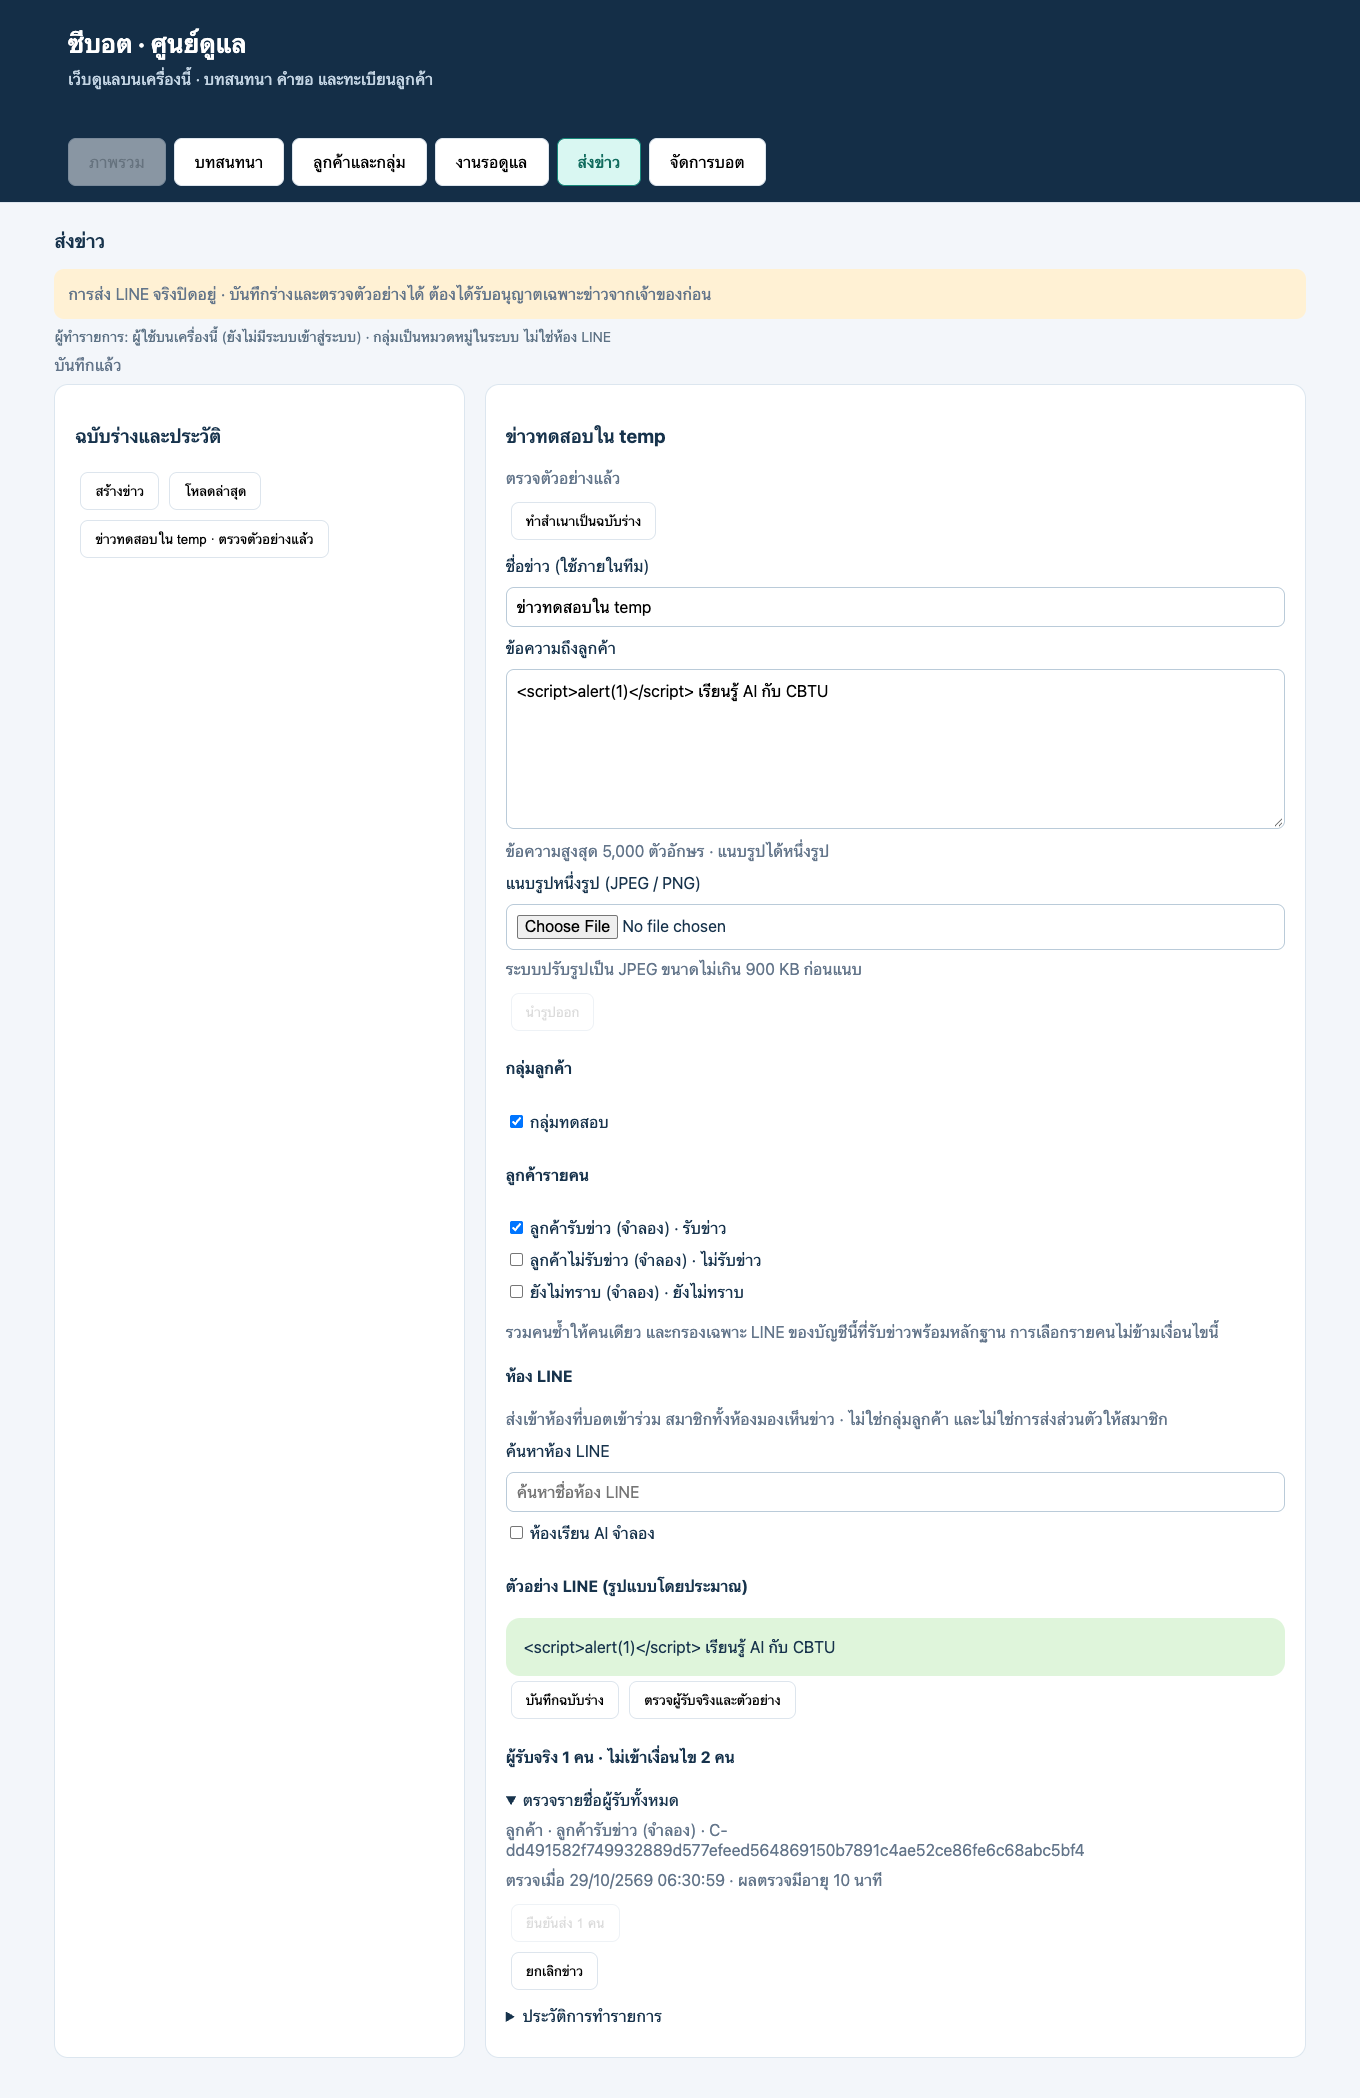 ซีบอต · ศูนย์ดูแล
เว็บดูแลบนเครื่องนี้ · บทสนทนา คำขอ และทะเบียนลูกค้า
ภาพรวม
บทสนทนา
ลูกค้าและกลุ่ม
งานรอดูแล
ส่งข่าว
จัดการบอต
ส่งข่าว
การส่ง LINE จริงปิดอยู่ · บันทึกร่างและตรวจตัวอย่างได้ ต้องได้รับอนุญาตเฉพาะข่าวจากเจ้าของก่อน
ผู้ทำรายการ: ผู้ใช้บนเครื่องนี้ (ยังไม่มีระบบเข้าสู่ระบบ) · กลุ่มเป็นหมวดหมู่ในระบบ ไม่ใช่ห้อง LINE
บันทึกแล้ว
ฉบับร่างและประวัติ
สร้างข่าว
โหลดล่าสุด
ข่าวทดสอบใน temp · ตรวจตัวอย่างแล้ว
ข่าวทดสอบใน temp
ตรวจตัวอย่างแล้ว
ทำสำเนาเป็นฉบับร่าง
ชื่อข่าว (ใช้ภายในทีม)
ข่าวทดสอบใน temp
ข้อความถึงลูกค้า
<script>alert(1)</script> เรียนรู้ AI กับ CBTU
ข้อความสูงสุด 5,000 ตัวอักษร · แนบรูปได้หนึ่งรูป
แนบรูปหนึ่งรูป (JPEG / PNG)
Choose File No file chosen
ระบบปรับรูปเป็น JPEG ขนาดไม่เกิน 900 KB ก่อนแนบ
นำรูปออก
กลุ่มลูกค้า
กลุ่มทดสอบ
ลูกค้ารายคน
ลูกค้ารับข่าว (จำลอง) · รับข่าว
ลูกค้าไม่รับข่าว (จำลอง) · ไม่รับข่าว
ยังไม่ทราบ (จำลอง) · ยังไม่ทราบ
รวมคนซ้ำให้คนเดียว และกรองเฉพาะ LINE ของบัญชีนี้ที่รับข่าวพร้อมหลักฐาน การเลือกรายคนไม่ข้ามเงื่อนไขนี้
ห้อง LINE
ส่งเข้าห้องที่บอตเข้าร่วม สมาชิกทั้งห้องมองเห็นข่าว · ไม่ใช่กลุ่มลูกค้า และไม่ใช่การส่งส่วนตัวให้สมาชิก
ค้นหาห้อง LINE
ค้นหาชื่อห้อง LINE
ห้องเรียน AI จำลอง
ตัวอย่าง LINE (รูปแบบโดยประมาณ)
<script>alert(1)</script> เรียนรู้ AI กับ CBTU
บันทึกฉบับร่าง
ตรวจผู้รับจริงและตัวอย่าง
ผู้รับจริง 1 คน · ไม่เข้าเงื่อนไข 2 คน
▼ ตรวจรายชื่อผู้รับทั้งหมด
ลูกค้า · ลูกค้ารับข่าว (จำลอง) · C-
dd491582f749932889d577efeed564869150b7891c4ae52ce86fe6c68abc5bf4
ตรวจเมื่อ 29/10/2569 06:30:59 · ผลตรวจมีอายุ 10 นาที
ยืนยันส่ง 1 คน
ยกเลิกข่าว
▶ ประวัติการทำรายการ